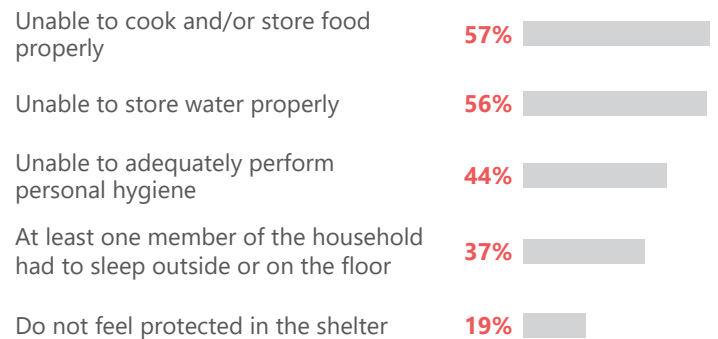 Unable to cook and/or store food
properly
57%
Unable to store water properly
56%
Unable to adequately perform
personal hygiene
44%
At least one member of the household
had to sleep outside or on the floor
37%
Do not feel protected in the shelter
19%